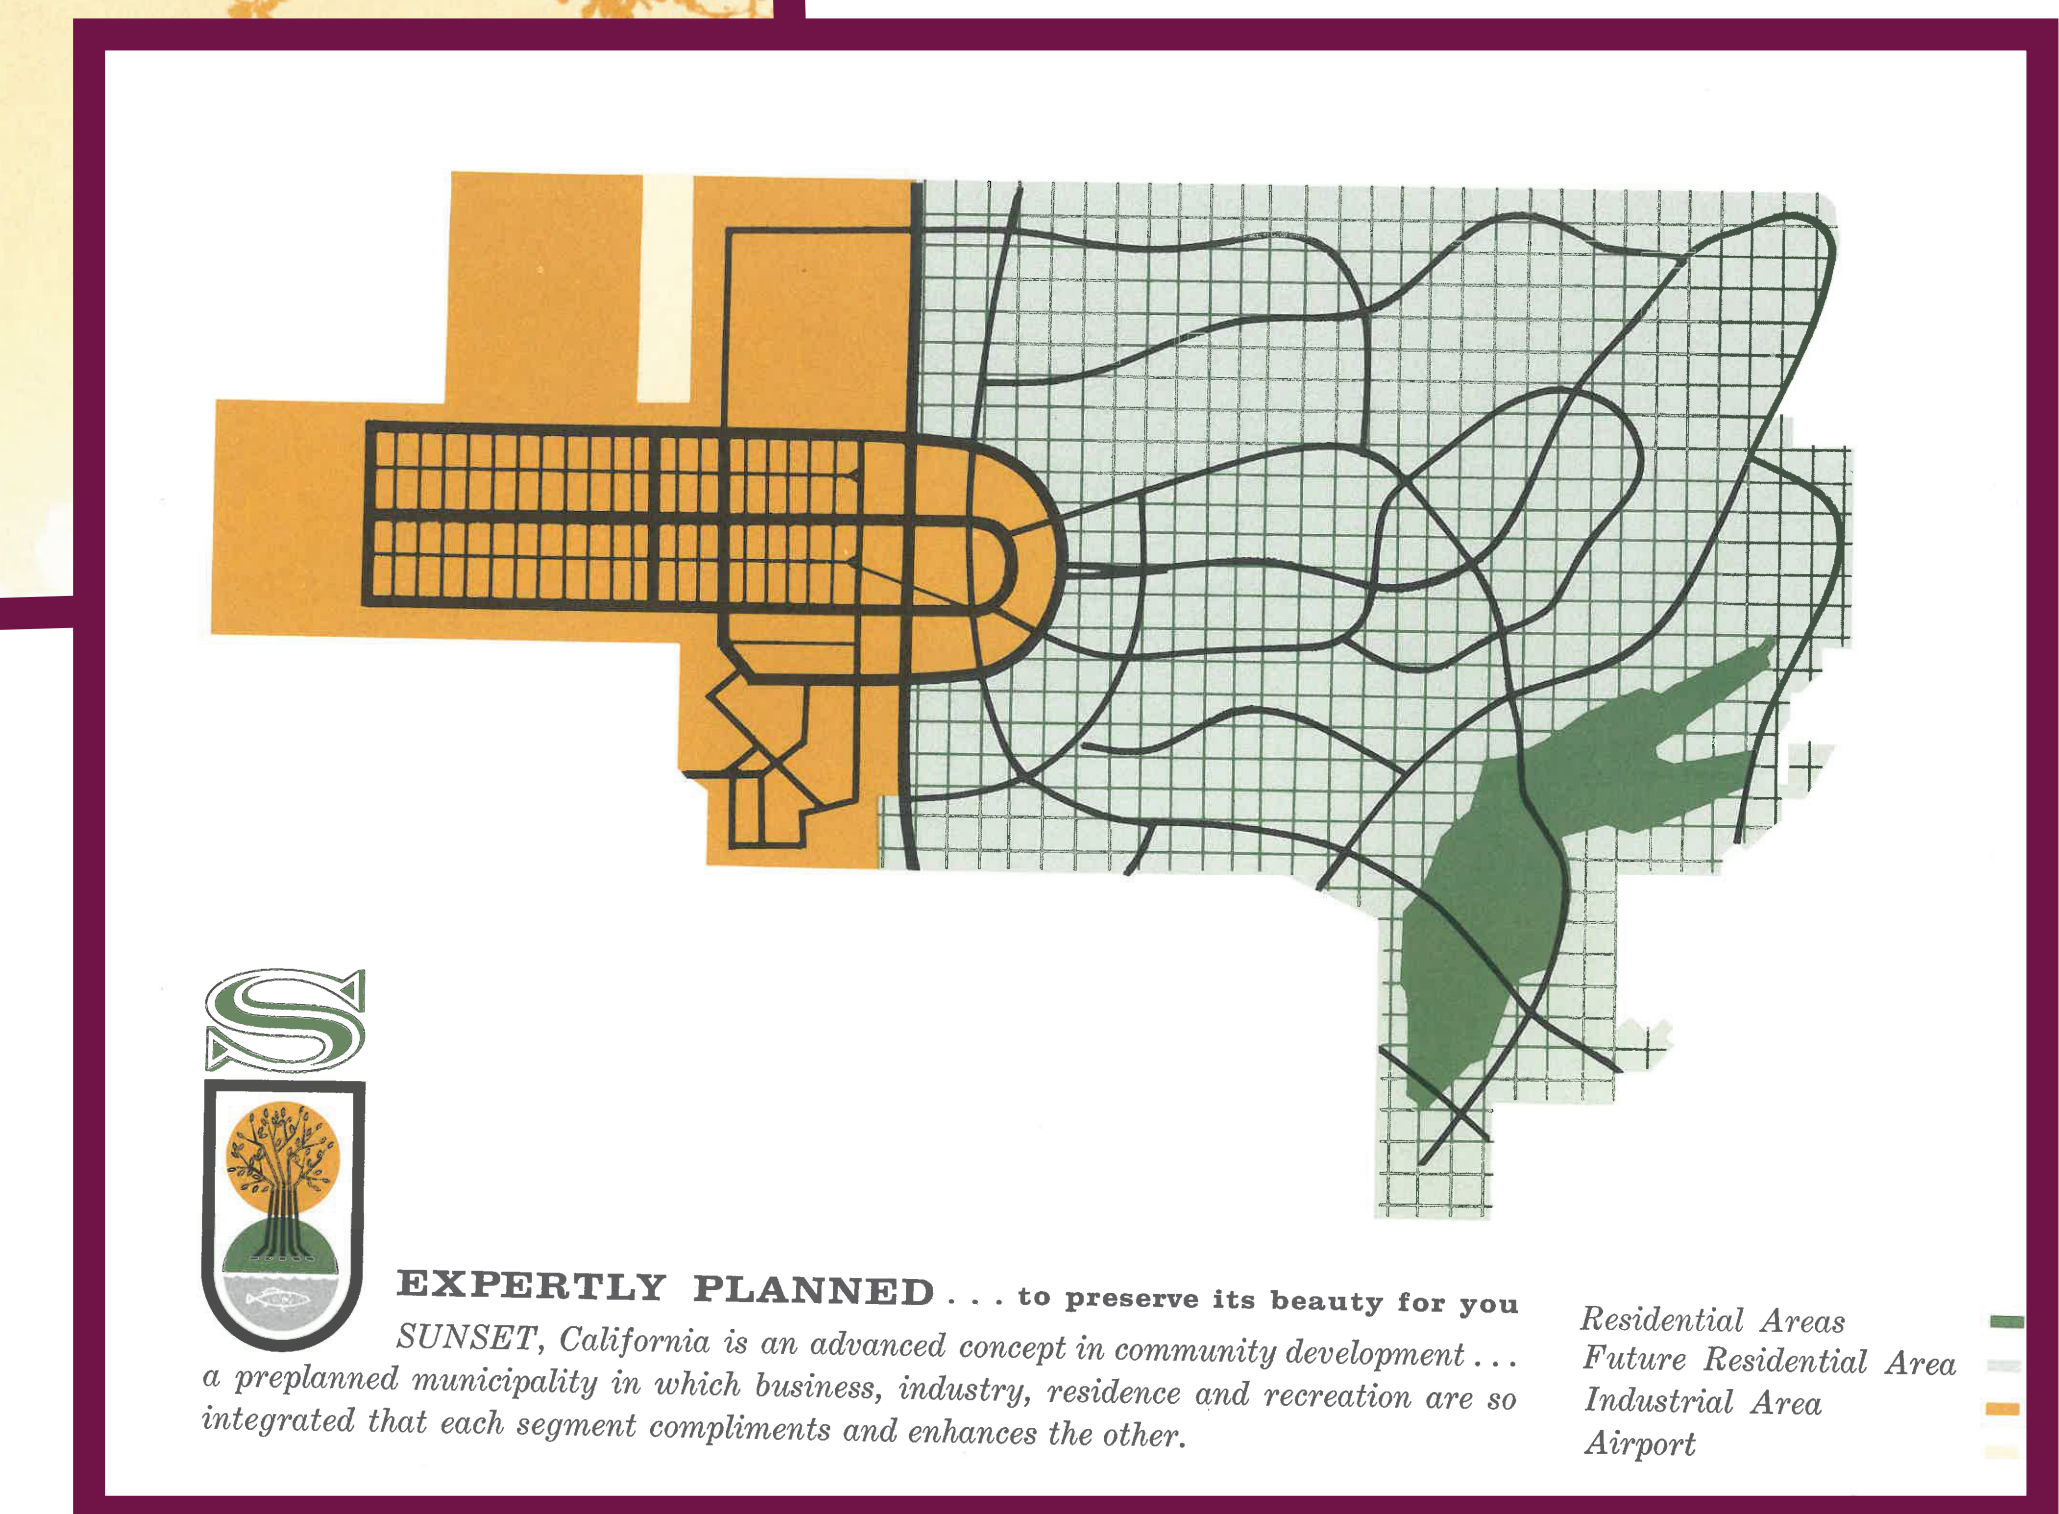 S
EXPERTLY PLANNED . . . to preserve its beauty for you
SUNSET, California is an advanced concept in community development . . .
a preplanned municipality in which business, industry, residence and recreation are so
integrated that each segment compliments and enhances the other.
Residential Areas
Future Residential Area
Industrial Area
Airport